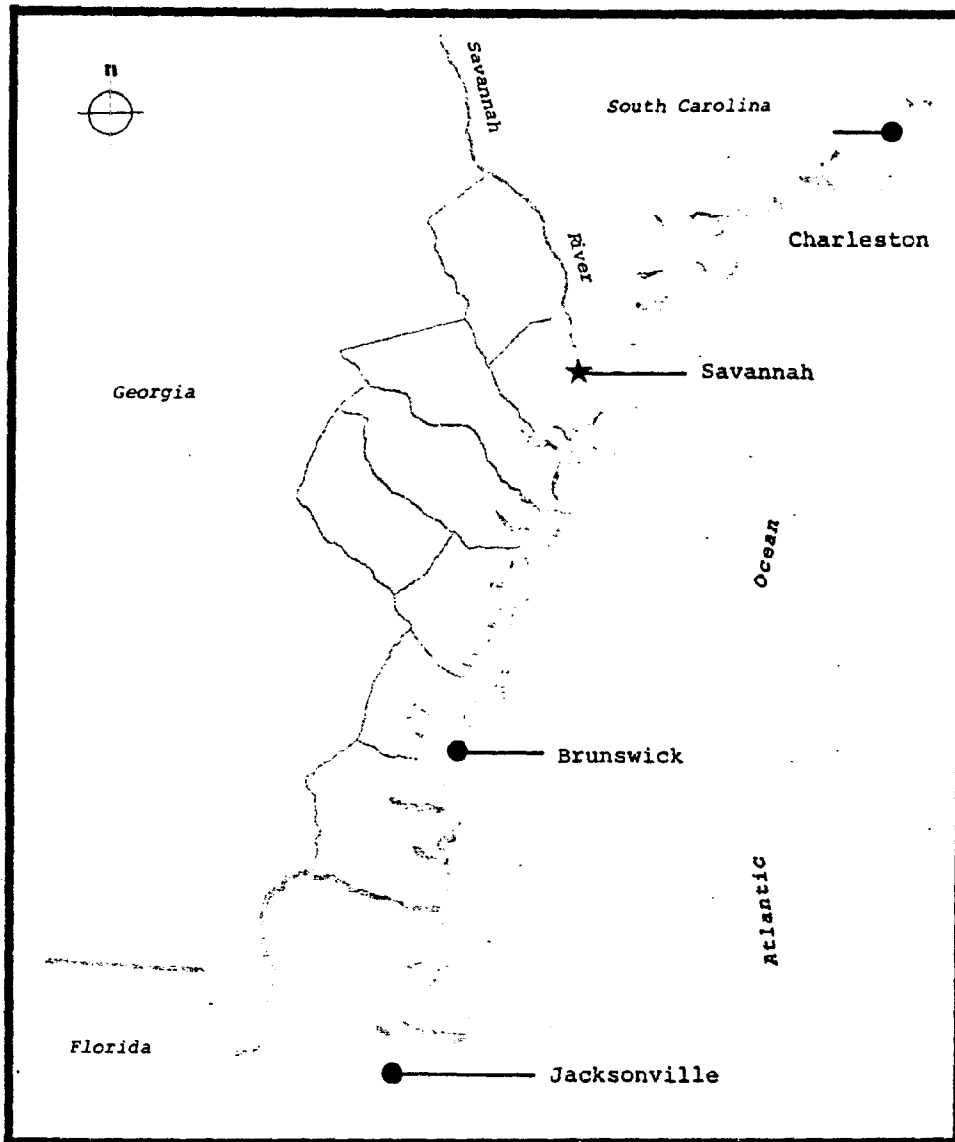 n
Savannah
River
South Carolina
Charleston
Georgia
Savannah
Ocean
Brunswick
Atlantic
Florida
Jacksonville